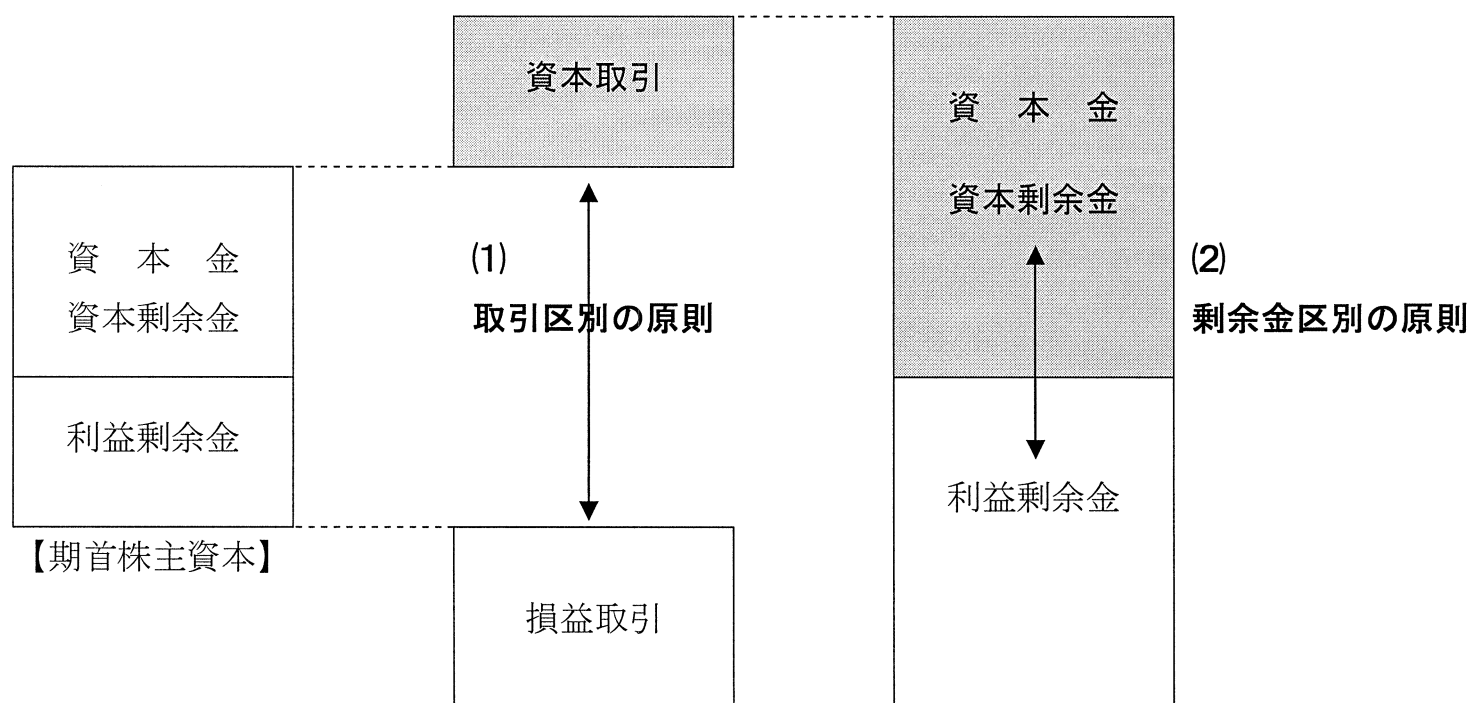 資本取引
資　本　金
資本剰余金
資　本　金
資本剰余金
利益剰余金
【期首株主資本】
(1)
取引区別の原則
(2)
剰余金区別の原則
利益剰余金
損益取引